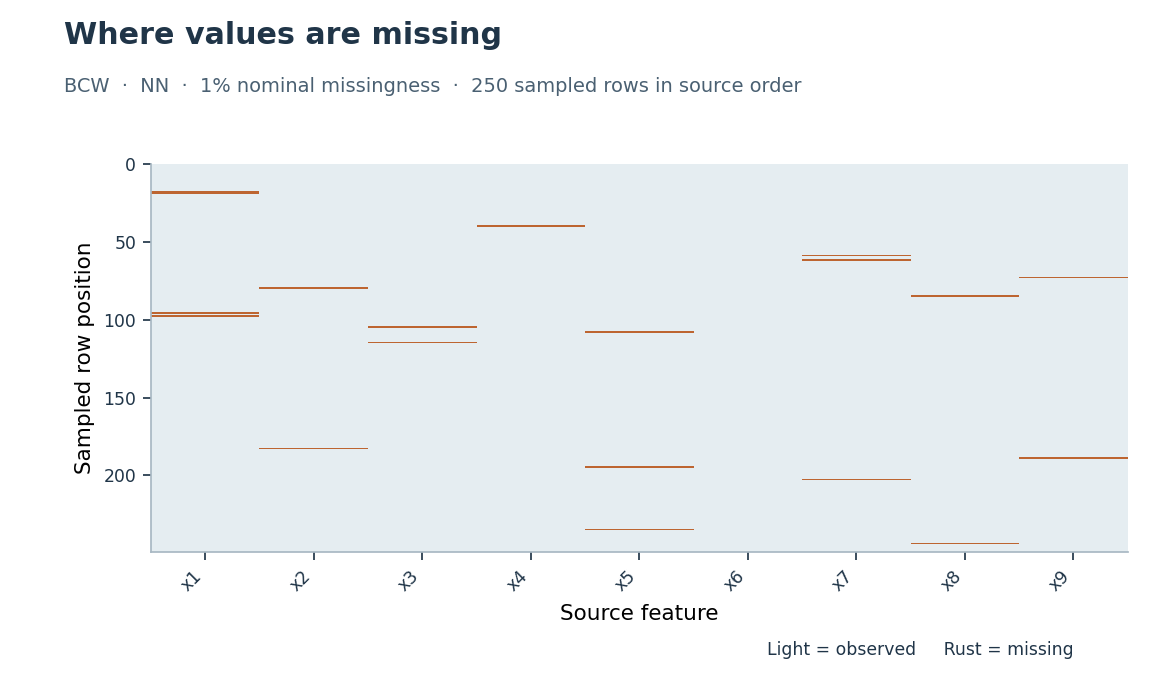 Where values are missing
BCW · NN · 1% nominal missingness · 250 sampled rows in source order
Sampled row position
0
50
100
150
200
x1 x2 x3 x4 x5 x6 x7 x8 x9
Source feature
Light = observed Rust = missing